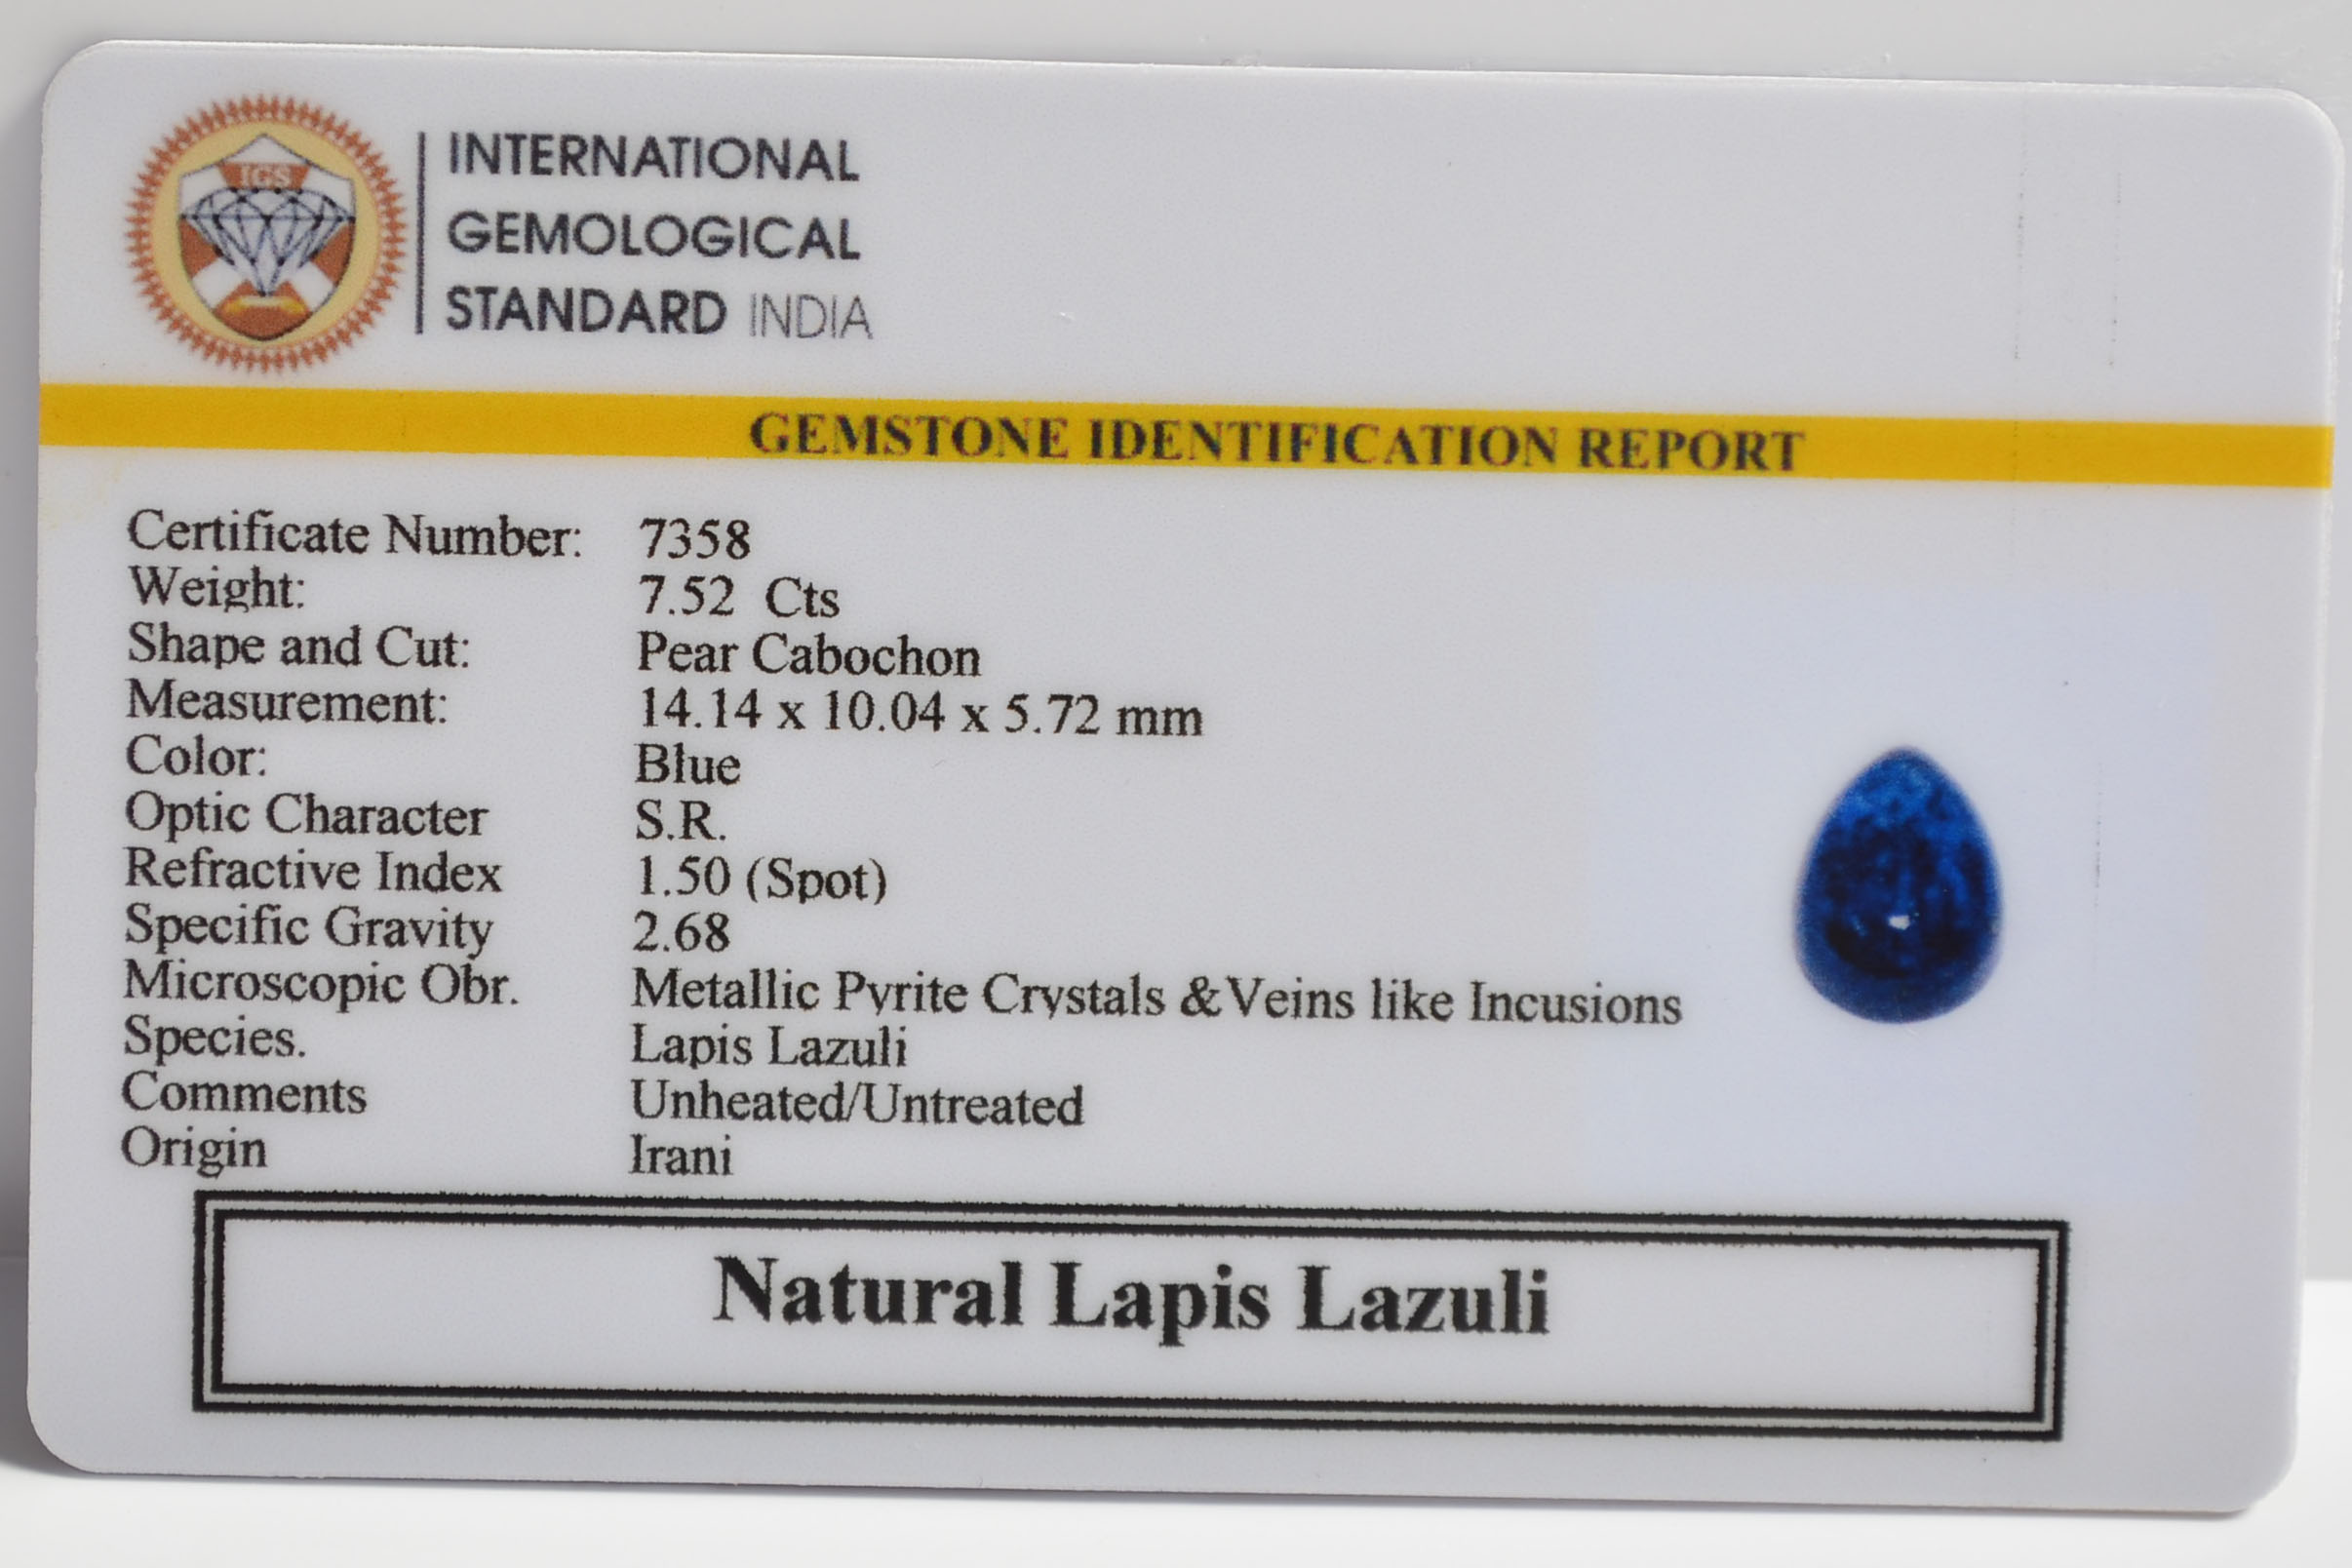 IGS
INTERNATIONAL
GEMOLOGICAL
STANDARD INDIA
GEMSTONE IDENTIFICATION REPORT
Certificate Number: 7358
Weight: 7.52 Cts
Shape and Cut: Pear Cabochon
Measurement: 14.14 x 10.04 x 5.72 mm
Color: Blue
Optic Character S.R.
Refractive Index 1.50 (Spot)
Specific Gravity 2.68
Microscopic Obr. Metallic Pyrite Crystals &Veins like Incusions
Species. Lapis Lazuli
Comments Unheated/Untreated
Origin Irani
Natural Lapis Lazuli